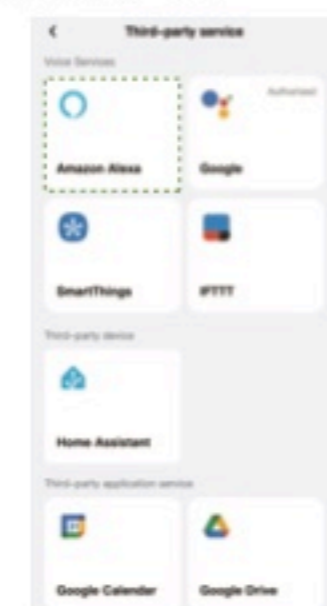 Third-party service
Voice Services
Authorized
Amazon Alexa
Google
SmartThings
IFTTT
Third-party device
Home Assistant
Third-party application service
Google Calendar
Google Drive